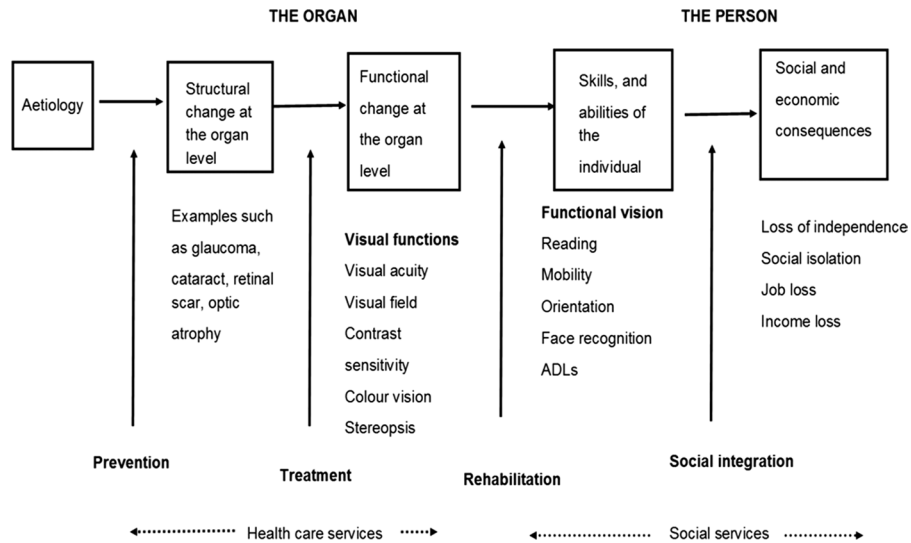 THE ORGAN
THE PERSON
Aetiology
Structural
change at
the organ
level
Functional
change at
the organ
level
Skills, and
abilities of
the
individual
Social and
economic
consequences
Examples such
as glaucoma,
cataract, retinal
scar, optic
atrophy
Visual functions
Visual acuity
Visual field
Contrast
sensitivity
Colour vision
Stereopsis
Functional vision
Reading
Mobility
Orientation
Face recognition
ADLs
Loss of independence
Social isolation
Job loss
Income loss
Prevention
Treatment
Rehabilitation
Social integration
Health care services
Social services